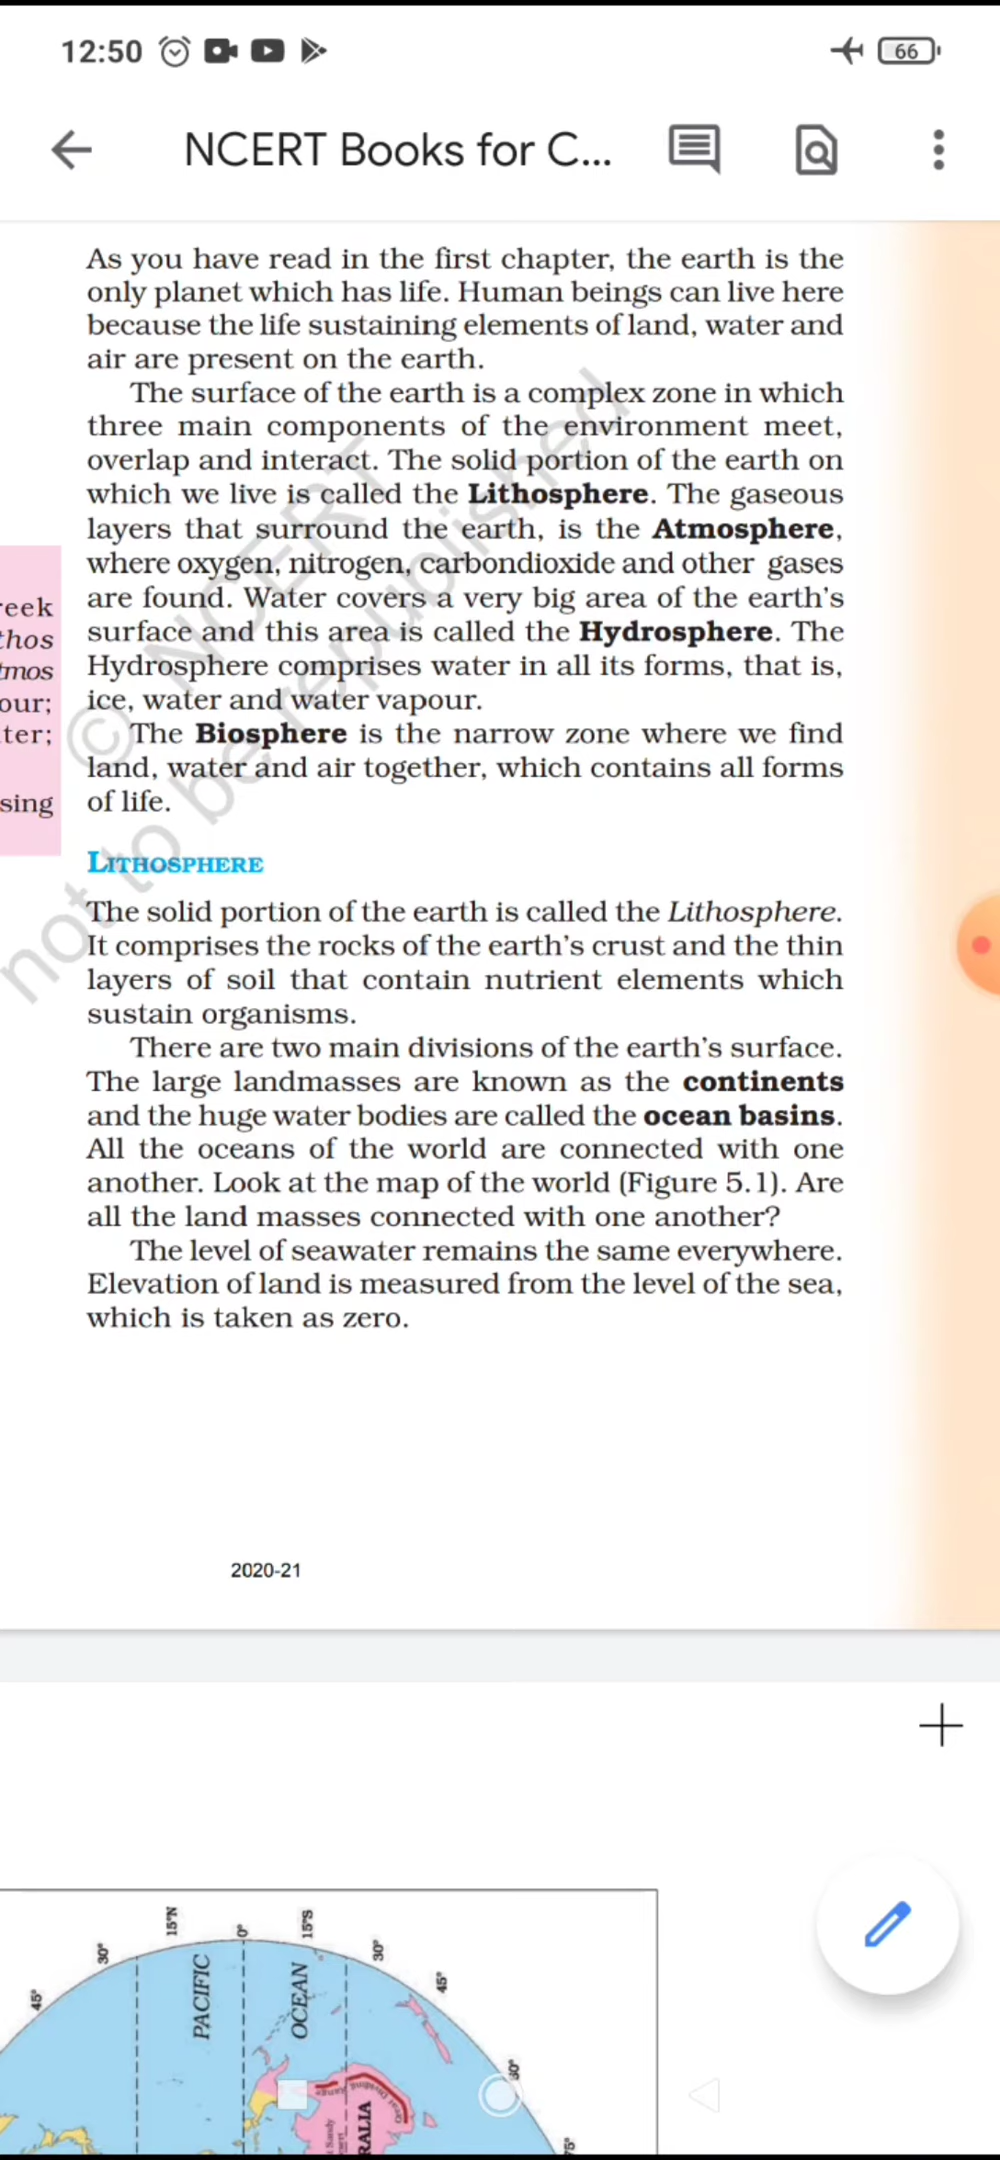 12:50
66
NCERT Books for C...
As you have read in the first chapter, the earth is the
only planet which has life. Human beings can live here
because the life sustaining elements of land, water and
air are present on the earth.
The surface of the earth is a complex zone in which
three main components of the environment meet,
overlap and interact. The solid portion of the earth on
which we live is called the Lithosphere. The gaseous
layers that surround the earth, is the Atmosphere,
where oxygen, nitrogen, carbondioxide and other gases
are found. Water covers a very big area of the earth's
surface and this area is called the Hydrosphere. The
Hydrosphere comprises water in all its forms, that is,
ice, water and water vapour.
The Biosphere is the narrow zone where we find
land, water and air together, which contains all forms
of life.
eek
thos
tmos
our;
ter;
sing
© NCERT
not to be republished
LITHOSPHERE
The solid portion of the earth is called the Lithosphere.
It comprises the rocks of the earth's crust and the thin
layers of soil that contain nutrient elements which
sustain organisms.
There are two main divisions of the earth's surface.
The large landmasses are known as the continents
and the huge water bodies are called the ocean basins.
All the oceans of the world are connected with one
another. Look at the map of the world (Figure 5.1). Are
all the land masses connected with one another?
The level of seawater remains the same everywhere.
Elevation of land is measured from the level of the sea,
which is taken as zero.
2020-21
45°
30°
15°N
0°
15°S
30°
45°
PACIFIC
OCEAN
Great Dividing Range
Sandy
RALIA